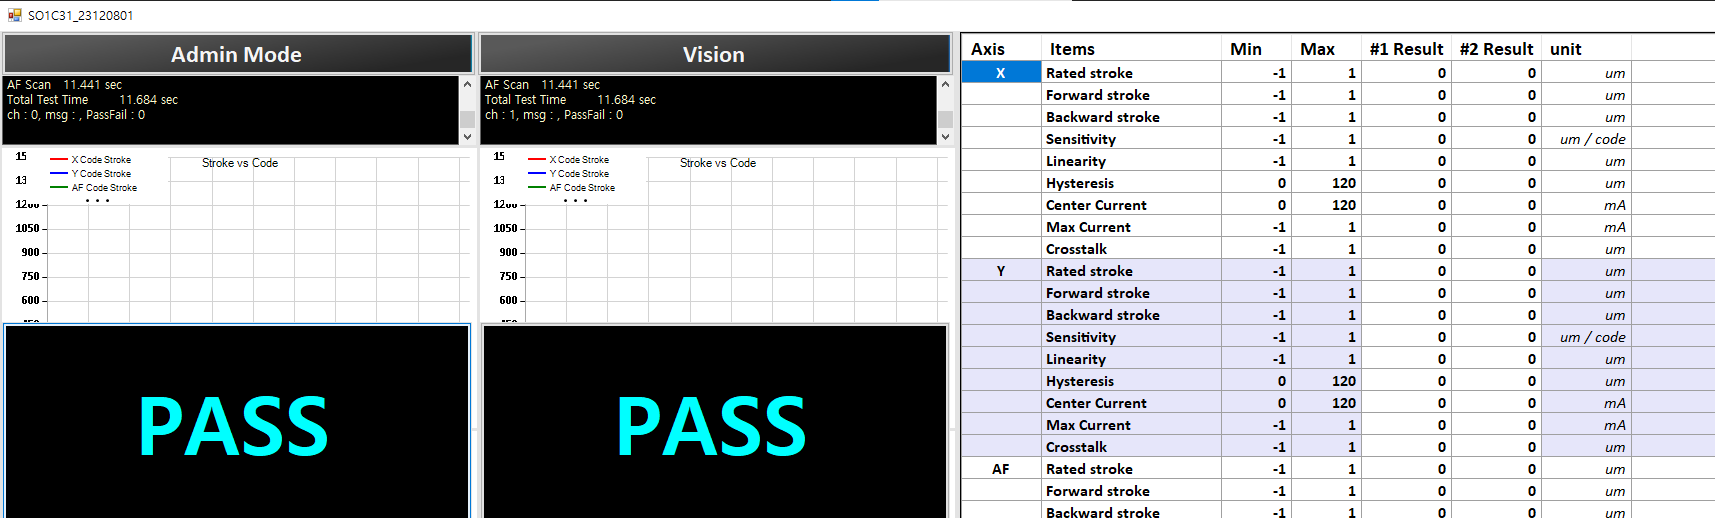 SO1C31_23120801
Admin Mode
AF Scan 11.441 sec
Total Test Time 11.684 sec
ch : 0, msg : , PassFail : 0
X Code Stroke
Y Code Stroke
AF Code Stroke
...
Stroke vs Code
1050
900
750
600
PASS
Vision
AF Scan 11.441 sec
Total Test Time 11.684 sec
ch : 1, msg : , PassFail : 0
X Code Stroke
Y Code Stroke
AF Code Stroke
...
Stroke vs Code
1050
900
750
600
PASS
Axis Items Min Max #1 Result #2 Result unit
X Rated stroke -1 1 0 0 um
Forward stroke -1 1 0 0 um
Backward stroke -1 1 0 0 um
Sensitivity -1 1 0 0 um / code
Linearity -1 1 0 0 um
Hysteresis 0 120 0 0 um
Center Current 0 120 0 0 mA
Max Current -1 1 0 0 mA
Crosstalk -1 1 0 0 um
Y Rated stroke -1 1 0 0 um
Forward stroke -1 1 0 0 um
Backward stroke -1 1 0 0 um
Sensitivity -1 1 0 0 um / code
Linearity -1 1 0 0 um
Hysteresis 0 120 0 0 um
Center Current 0 120 0 0 mA
Max Current -1 1 0 0 mA
Crosstalk -1 1 0 0 um
AF Rated stroke -1 1 0 0 um
Forward stroke -1 1 0 0 um
Backward stroke -1 1 0 0 um